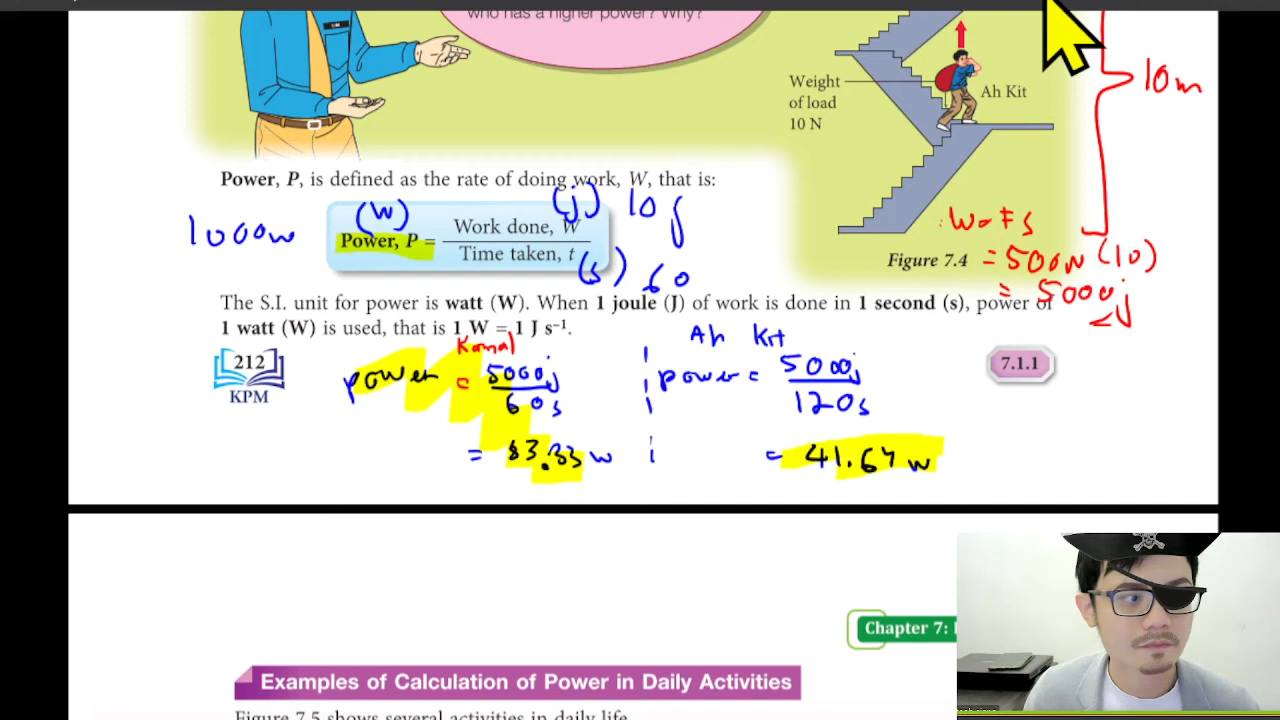 who has a higher power? Why?
Weight
of load
10 N
Ah Kit
10m
Power, P, is defined as the rate of doing work, W, that is:
1000w
(W)
(j)
10 j
Power, P = Work done, W
Time taken, t
(s)
60
W = F × s
= 500N (10)
= 5000j
Figure 7.4
The S.I. unit for power is watt (W). When 1 joule (J) of work is done in 1 second (s), power of
1 watt (W) is used, that is 1 W = 1 J s⁻¹.
212
KPM
7.1.1
Kamal
power = 5000j
60s
= 83.33 w
Ah Kit
power = 5000j
120s
= 41.67 w
Chapter 7:
Examples of Calculation of Power in Daily Activities
Figure 7.5 shows several activities in daily life.